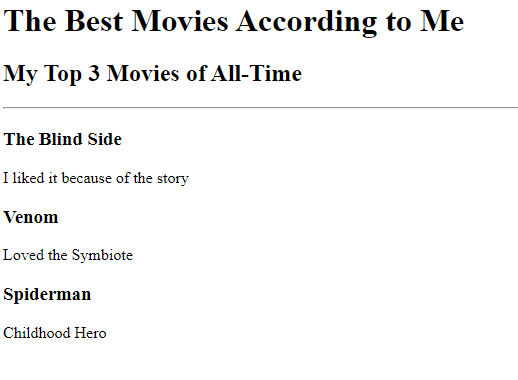 The Best Movies According to Me
My Top 3 Movies of All-Time
The Blind Side
I liked it because of the story
Venom
Loved the Symbiote
Spiderman
Childhood Hero